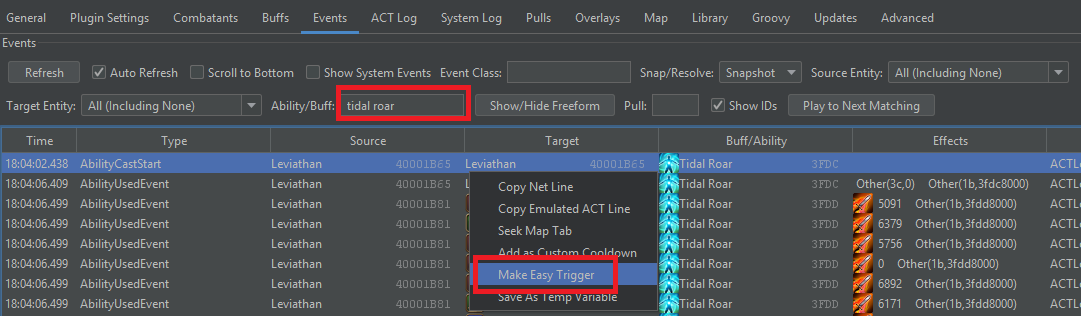 General Plugin Settings Combatants Buffs Events ACT Log System Log Pulls Overlays Map Library Groovy Updates Advanced
Events
Refresh Auto Refresh Scroll to Bottom Show System Events Event Class: Snap/Resolve: Snapshot Source Entity: All (Including None)
Target Entity: All (Including None) Ability/Buff: tidal roar Show/Hide Freeform Pull: Show IDs Play to Next Matching
Time Type Source Target Buff/Ability Effects
18:04:02.438 AbilityCastStart Leviathan 40001B65 Leviathan 40001B65 Tidal Roar 3FDC ACTL
18:04:06.409 AbilityUsedEvent Leviathan 40001B65 Tidal Roar 3FDC Other(3c,0) Other(1b,3fdc8000) ACTL
18:04:06.499 AbilityUsedEvent Leviathan 40001B81 Tidal Roar 3FDD 5091 Other(1b,3fdd8000) ACTL
18:04:06.499 AbilityUsedEvent Leviathan 40001B81 Tidal Roar 3FDD 6379 Other(1b,3fdd8000) ACTL
18:04:06.499 AbilityUsedEvent Leviathan 40001B81 Tidal Roar 3FDD 5756 Other(1b,3fdd8000) ACTL
18:04:06.499 AbilityUsedEvent Leviathan 40001B81 Tidal Roar 3FDD 0 Other(1b,3fdd8000) ACTL
18:04:06.499 AbilityUsedEvent Leviathan 40001B81 Tidal Roar 3FDD 6892 Other(1b,3fdd8000) ACTL
18:04:06.499 AbilityUsedEvent Leviathan 40001B81 Tidal Roar 3FDD 6171 Other(1b,3fdd8000) ACTL
Copy Net Line
Copy Emulated ACT Line
Seek Map Tab
Add as Custom Cooldown
Make Easy Trigger
Save As Temp Variable